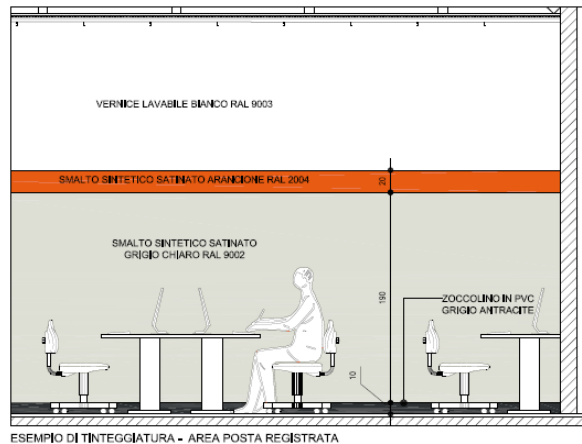 VERNICE LAVABILE BIANCO RAL 9003
SMALTO SINTETICO SATINATO ARANCIONE RAL 2004
20
SMALTO SINTETICO SATINATO
GRIGIO CHIARO RAL 9002
190
ZOCCOLINO IN PVC
GRIGIO ANTRACITE
10
ESEMPIO DI TINTEGGIATURA - AREA POSTA REGISTRATA